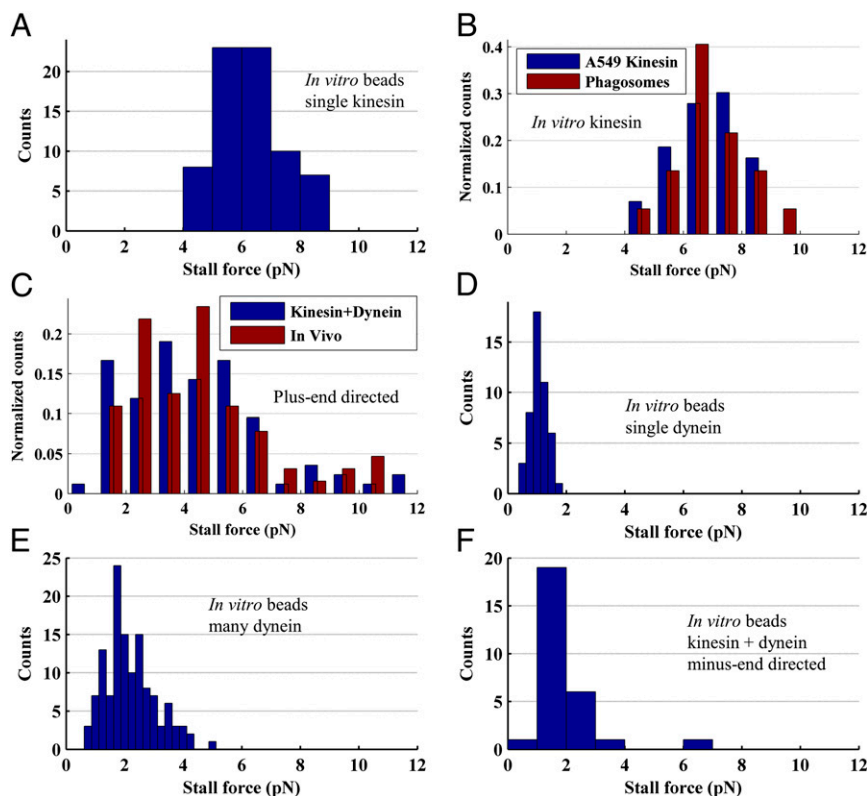 A
20
15
10
5
0
Counts
In vitro beads
single kinesin
0 2 4 6 8 10 12
Stall force (pN)
B
0.4
0.3
0.2
0.1
0
Normalized counts
A549 Kinesin
Phagosomes
In vitro kinesin
0 2 4 6 8 10 12
Stall force (pN)
C
0.2
0.15
0.1
0.05
0
Normalized counts
Kinesin+Dynein
In Vivo
Plus-end directed
0 2 4 6 8 10 12
Stall force (pN)
D
15
10
5
0
Counts
In vitro beads
single dynein
0 2 4 6 8 10 12
Stall force (pN)
E
25
20
15
10
5
0
Counts
In vitro beads
many dynein
0 2 4 6 8 10 12
Stall force (pN)
F
20
15
10
5
0
Counts
In vitro beads
kinesin + dynein
minus-end directed
0 2 4 6 8 10 12
Stall force (pN)